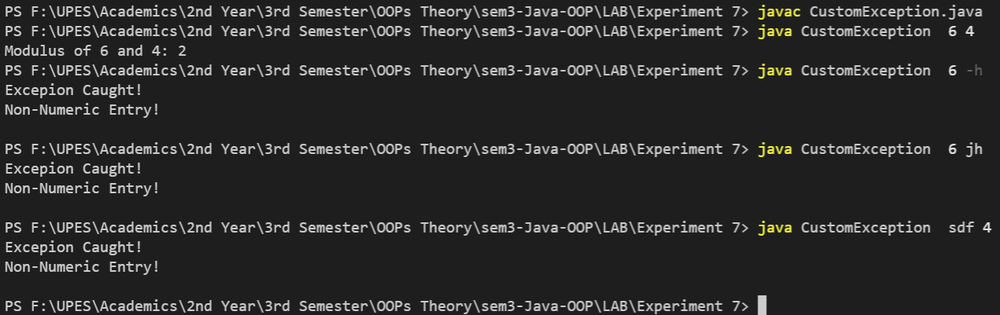 PS F:\UPES\Academics\2nd Year\3rd Semester\OOPs Theory\sem3-Java-OOP\LAB\Experiment 7> javac CustomException.java
PS F:\UPES\Academics\2nd Year\3rd Semester\OOPs Theory\sem3-Java-OOP\LAB\Experiment 7> java CustomException  6 4
Modulus of 6 and 4: 2
PS F:\UPES\Academics\2nd Year\3rd Semester\OOPs Theory\sem3-Java-OOP\LAB\Experiment 7> java CustomException  6 -h
Excepion Caught!
Non-Numeric Entry!
PS F:\UPES\Academics\2nd Year\3rd Semester\OOPs Theory\sem3-Java-OOP\LAB\Experiment 7> java CustomException  6 jh
Excepion Caught!
Non-Numeric Entry!
PS F:\UPES\Academics\2nd Year\3rd Semester\OOPs Theory\sem3-Java-OOP\LAB\Experiment 7> java CustomException  sdf 4
Excepion Caught!
Non-Numeric Entry!
PS F:\UPES\Academics\2nd Year\3rd Semester\OOPs Theory\sem3-Java-OOP\LAB\Experiment 7>